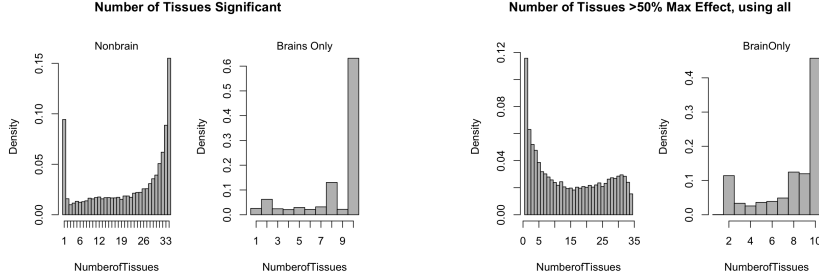 Number of Tissues Significant
Number of Tissues >50% Max Effect, using all
Nonbrain
Density
0.00 0.05 0.10 0.15
1 6 12 19 26 33
NumberofTissues
Brains Only
Density
0.0 0.1 0.2 0.3 0.4 0.5 0.6
1 3 5 7 9
NumberofTissues
Density
0.00 0.04 0.08 0.12
0 5 15 25 35
NumberofTissues
BrainOnly
Density
0.0 0.1 0.2 0.3 0.4
2 4 6 8 10
NumberofTissues